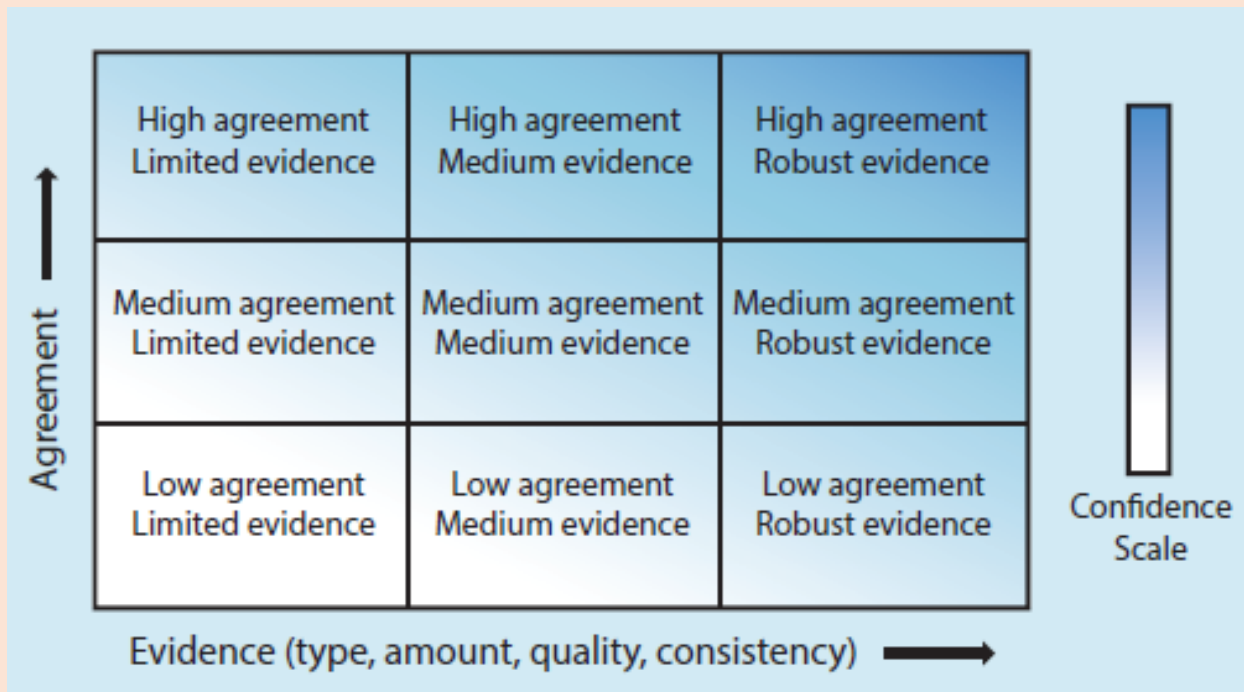 High agreement
Limited evidence
High agreement
Medium evidence
High agreement
Robust evidence
Medium agreement
Limited evidence
Medium agreement
Medium evidence
Medium agreement
Robust evidence
Low agreement
Limited evidence
Low agreement
Medium evidence
Low agreement
Robust evidence
Agreement
Evidence (type, amount, quality, consistency)
Confidence
Scale